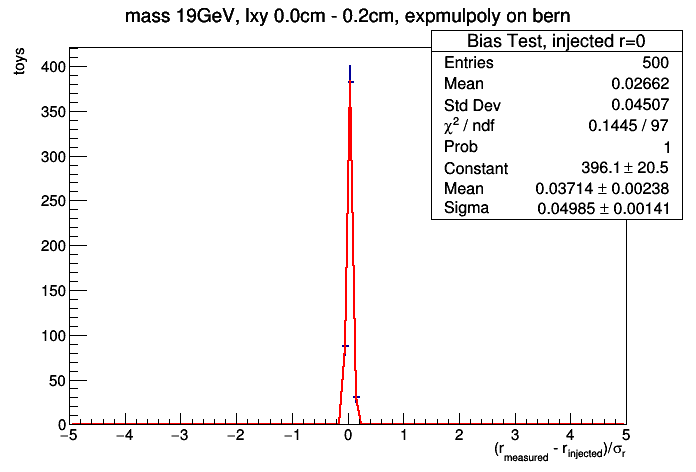 mass 19GeV, lxy 0.0cm - 0.2cm, expmulpoly on bern
Bias Test, injected r=0
Entries 500
Mean 0.02662
Std Dev 0.04507
χ² / ndf 0.1445 / 97
Prob 1
Constant 396.1 ± 20.5
Mean 0.03714 ± 0.00238
Sigma 0.04985 ± 0.00141
toys
400
350
300
250
200
150
100
50
0
−5 −4 −3 −2 −1 0 1 2 3 4 5
(r_measured - r_injected)/σ_r